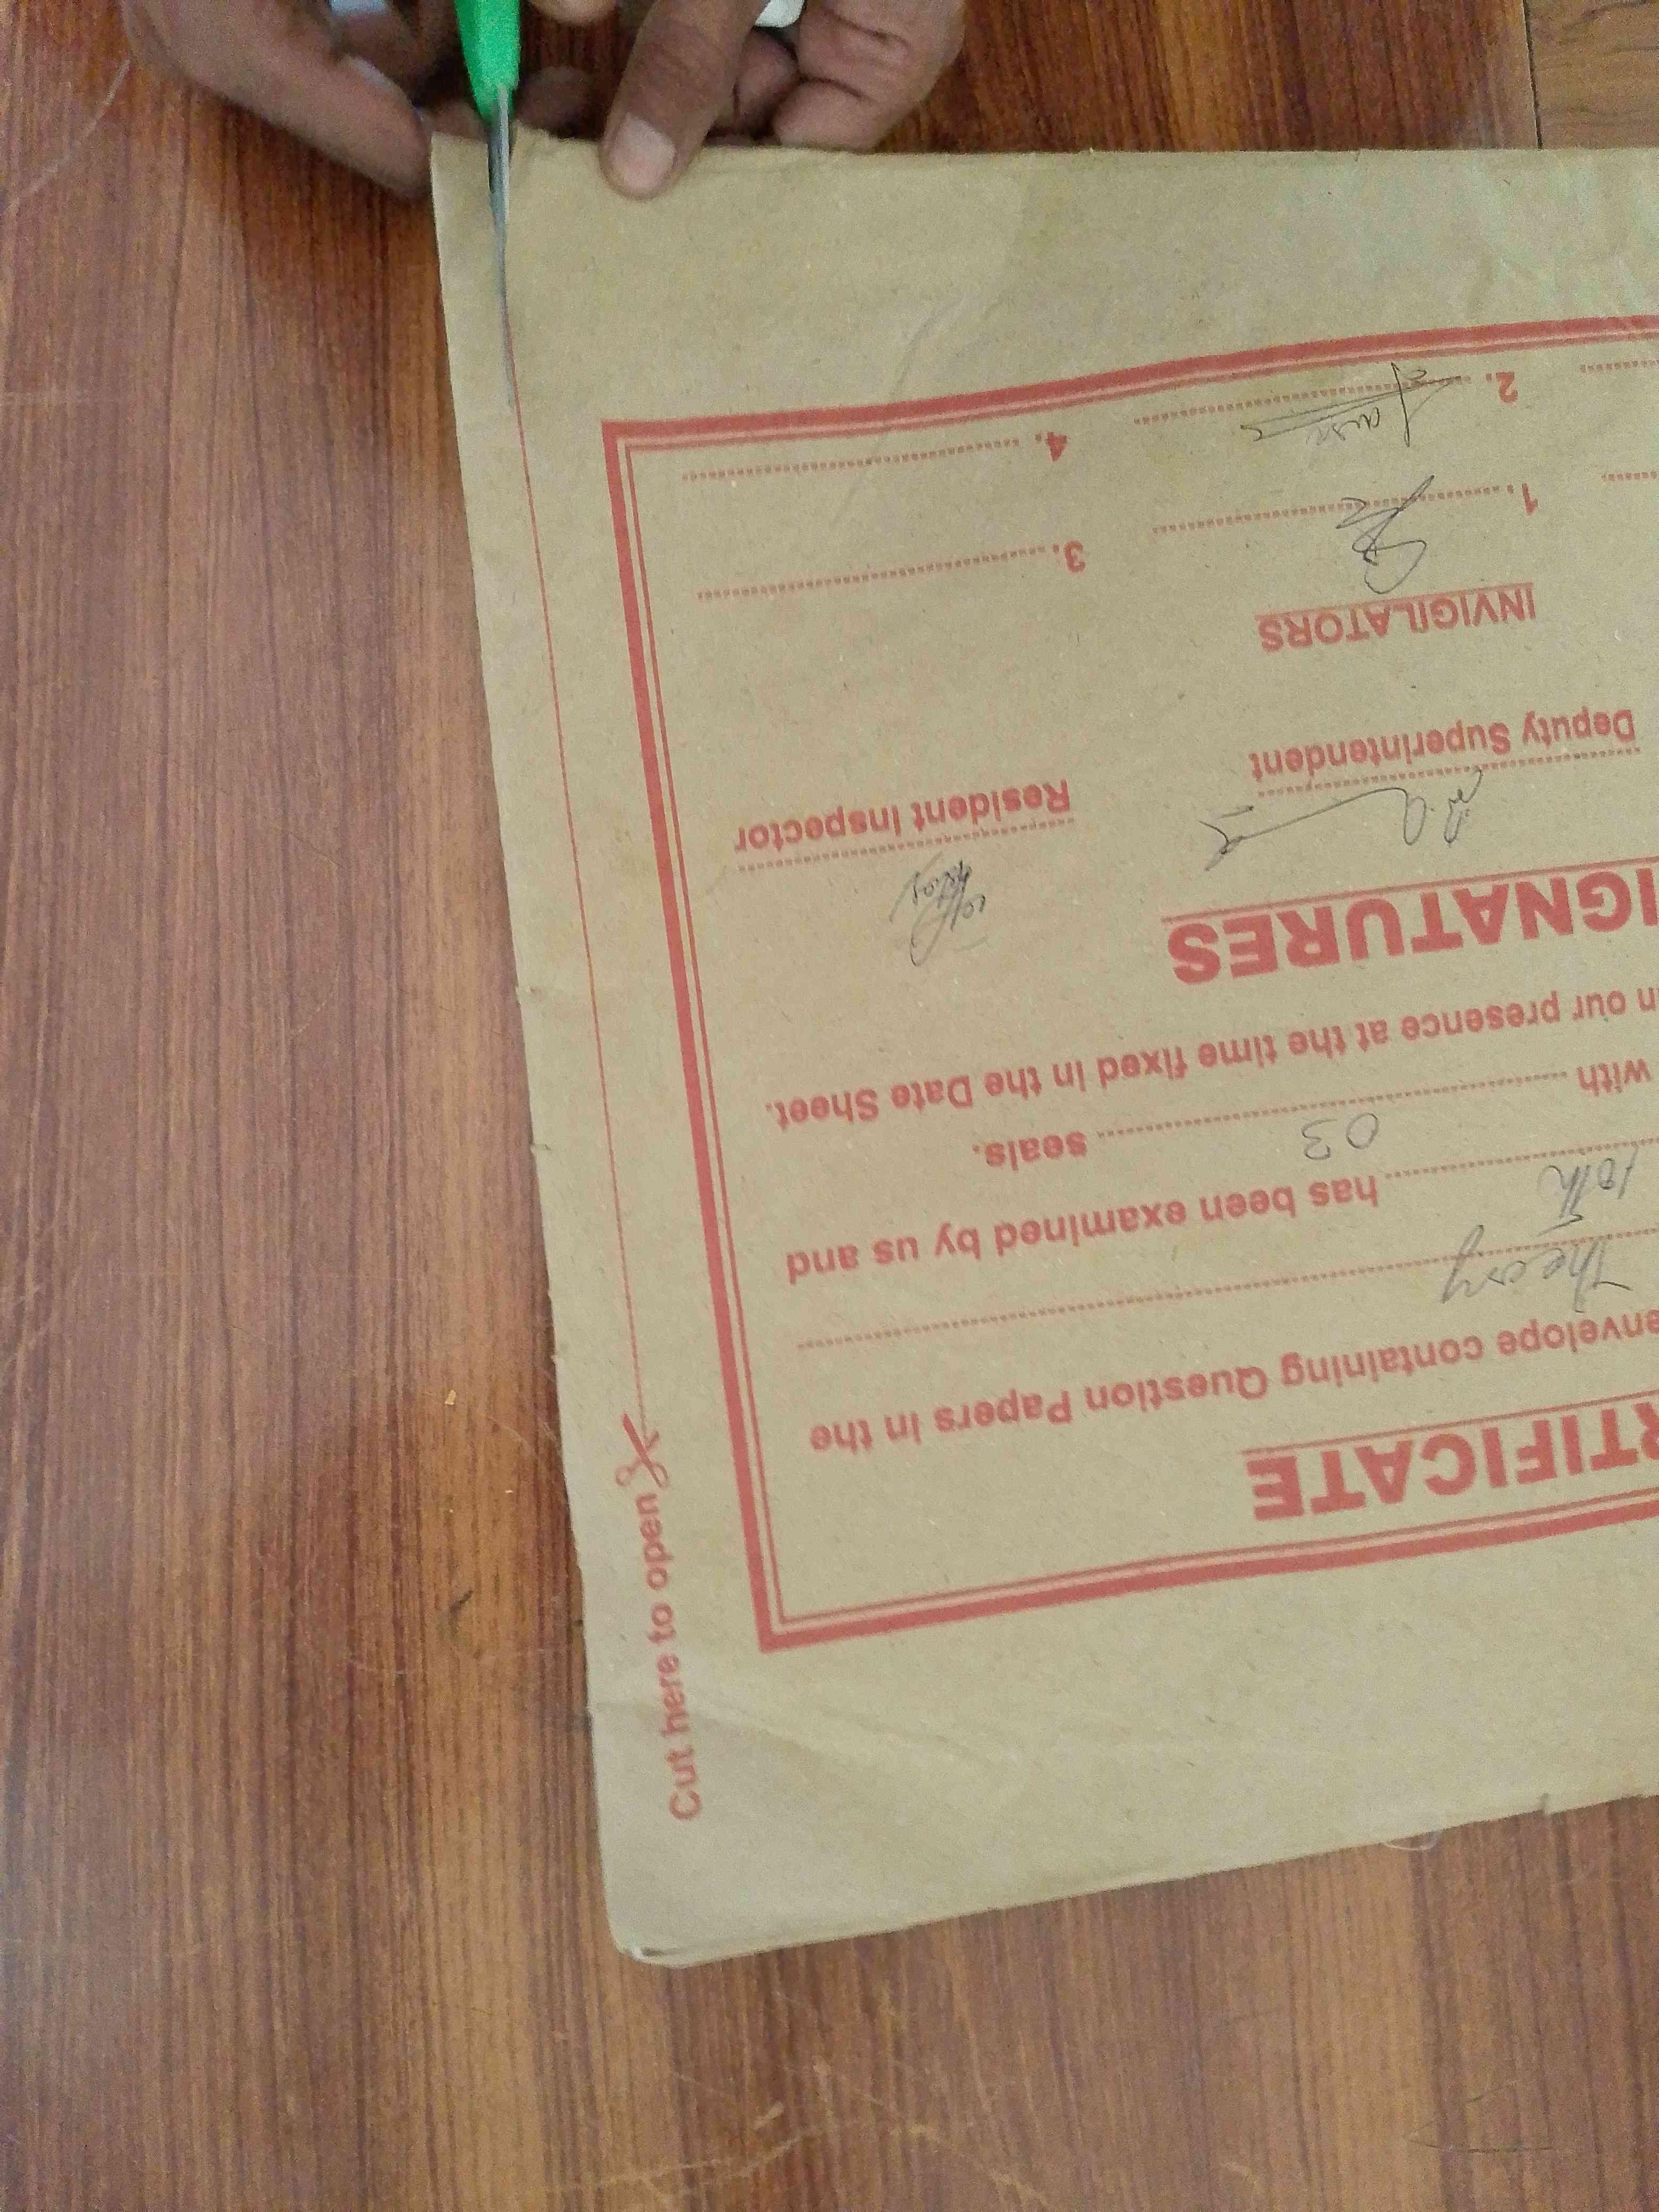 RTIFICATE
envelope containing Question Papers in the
Theory
10th has been examined by us and
with 03 seals.
n our presence at the time fixed in the Date Sheet.
IGNATURES
Deputy Superintendent
Resident Inspector
INVIGILATORS
1.
3.
2.
4.
Cut here to open